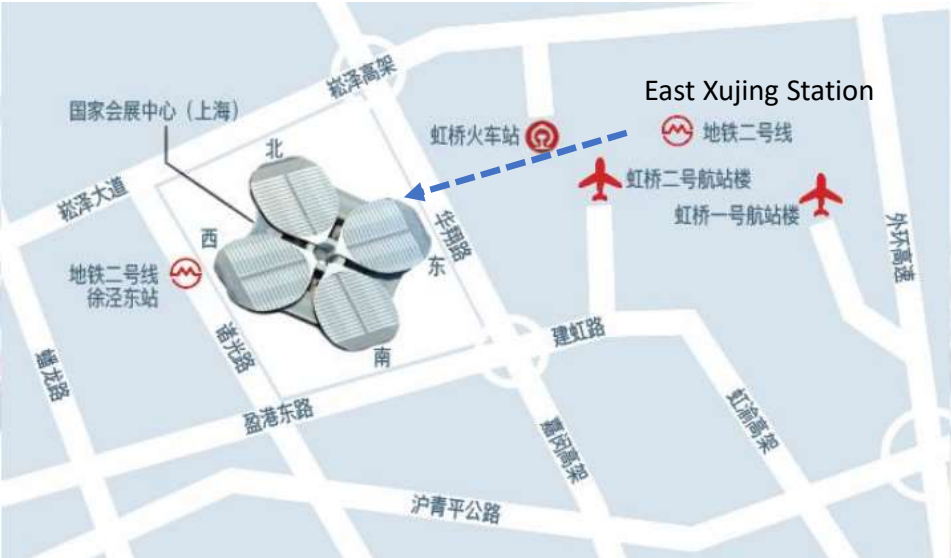 崧泽高架
East Xujing Station
国家会展中心（上海）
虹桥火车站
地铁二号线
北
虹桥二号航站楼
崧泽大道
虹桥一号航站楼
华翔路
外环高速
西
东
地铁二号线
徐泾东站
诸光路
建虹路
南
蟠龙路
盈港东路
虹渝高架
嘉闵高架
沪青平公路